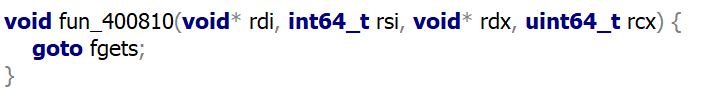 void fun_400810(void* rdi, int64_t rsi, void* rdx, uint64_t rcx) {
goto fgets;
}